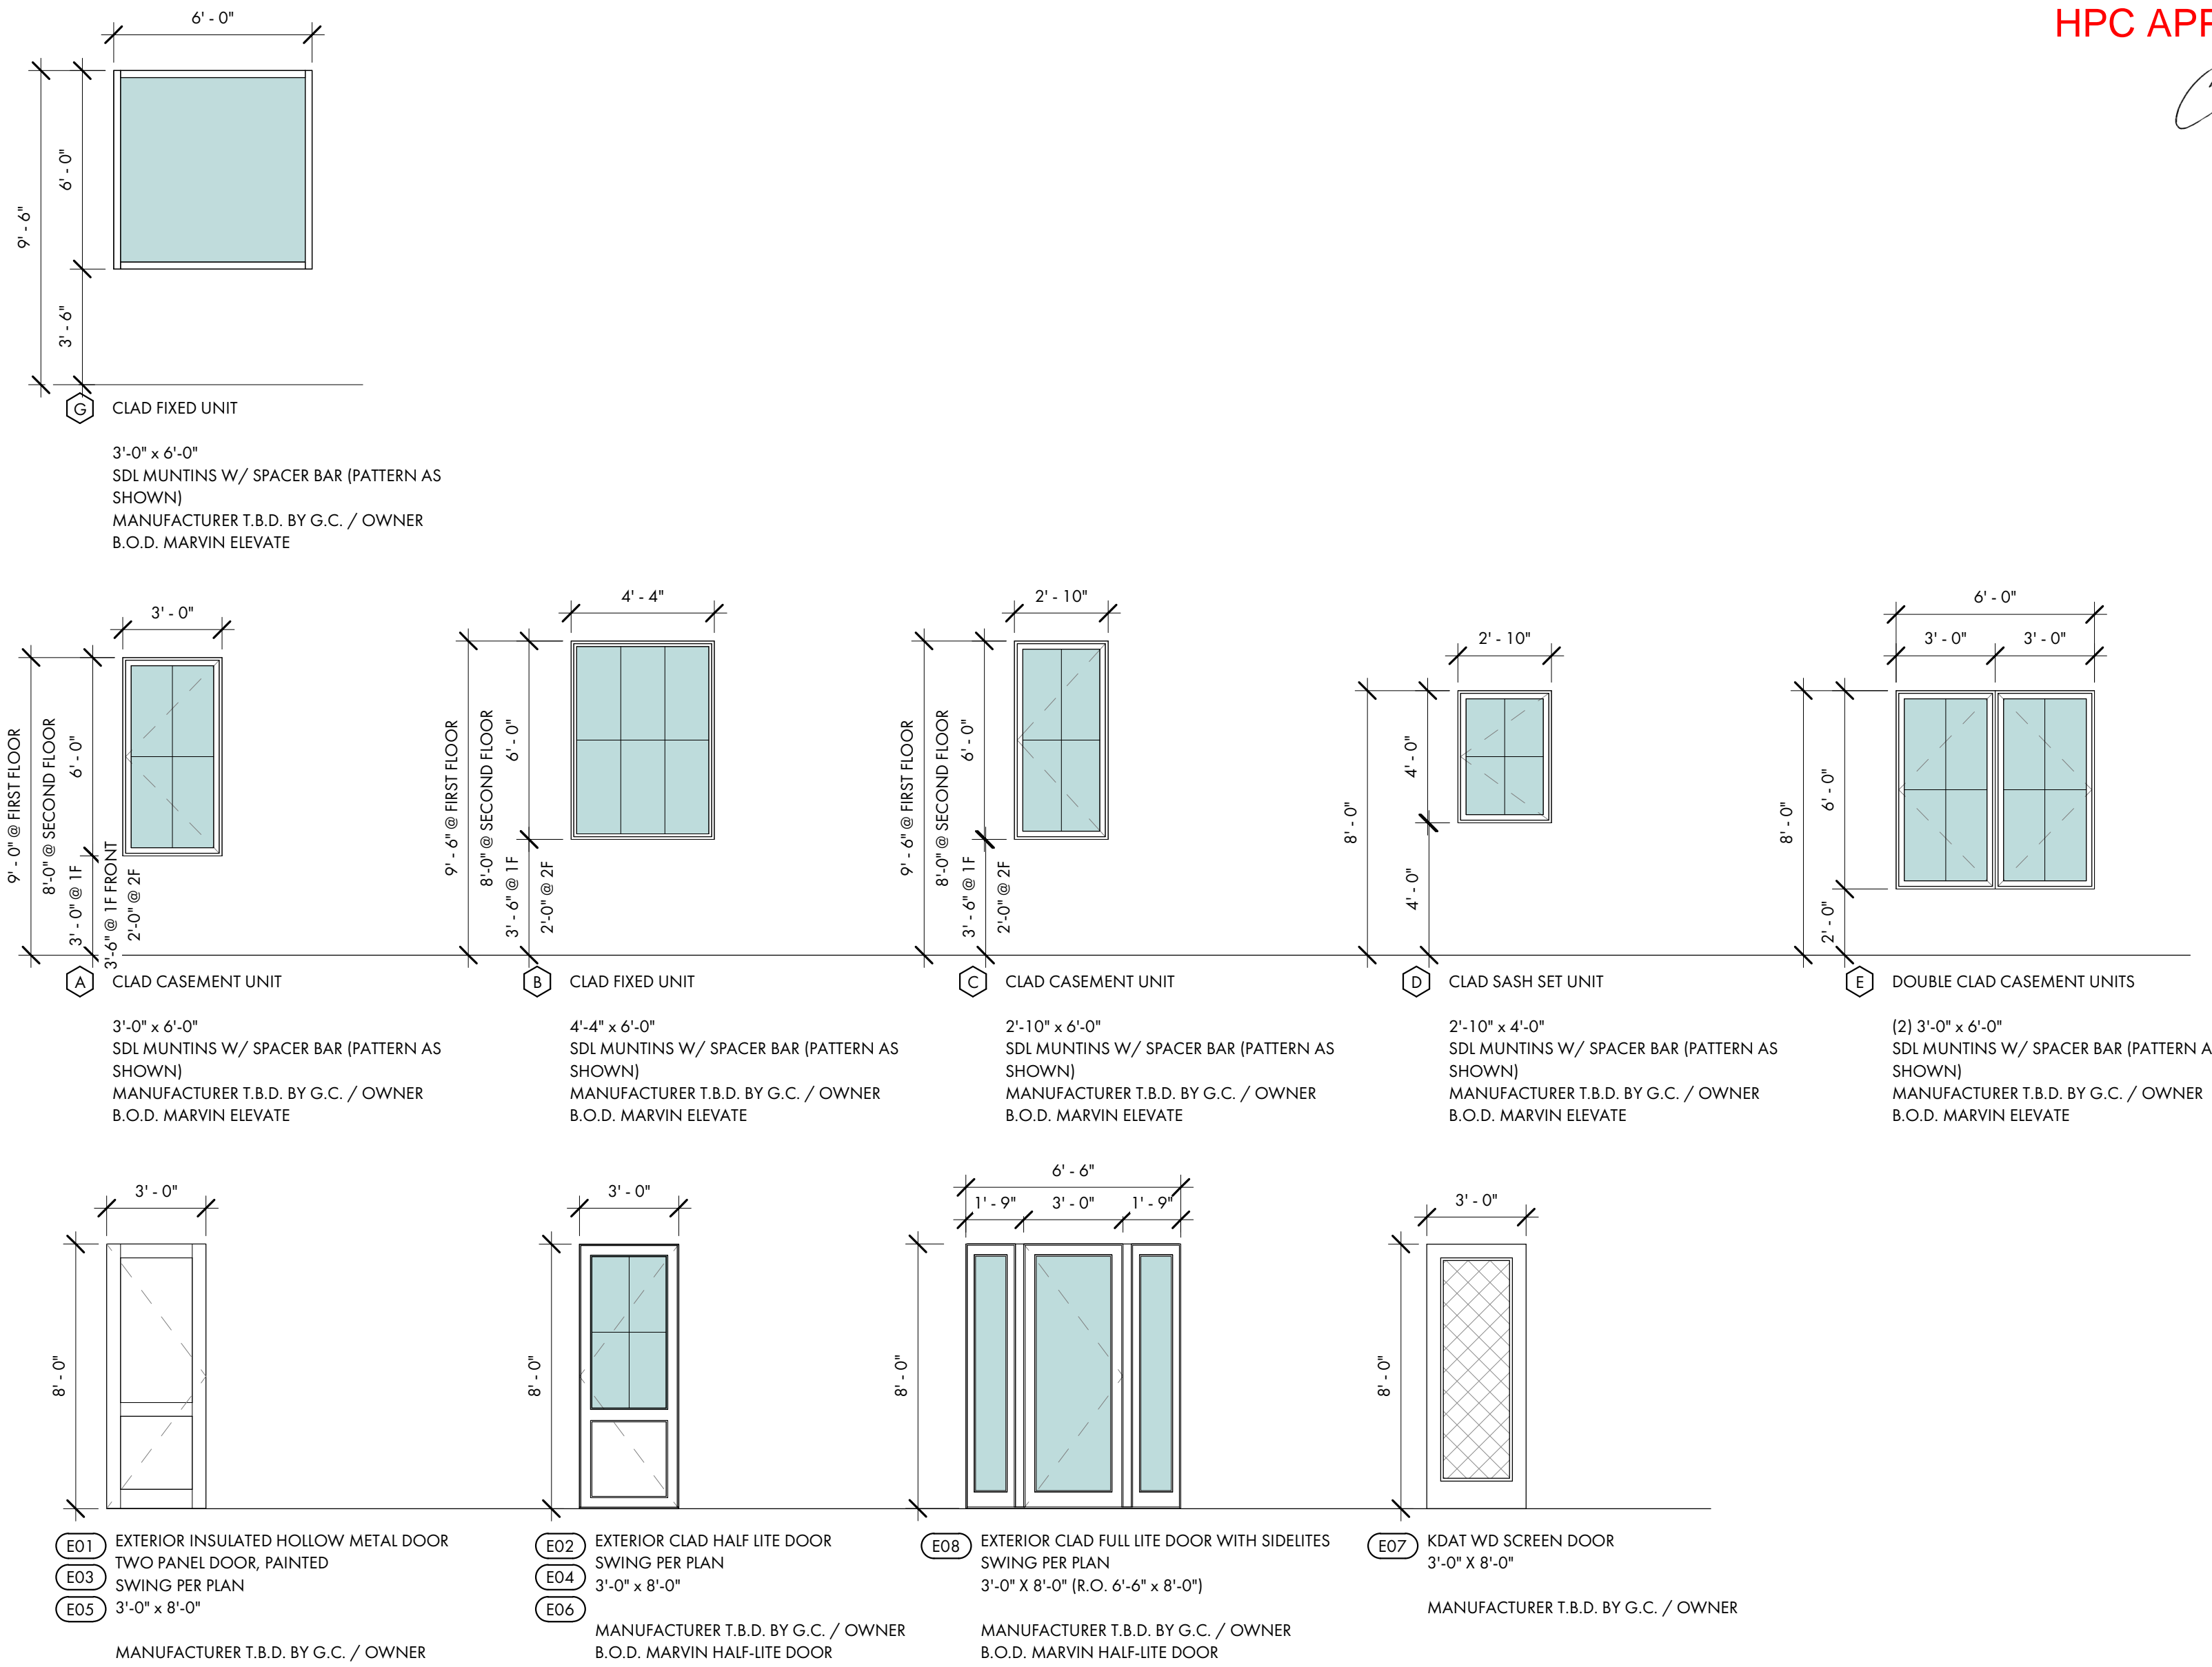 HPC APP
6' - 0"
9' - 6"
6' - 0"
3' - 6"
G
CLAD FIXED UNIT
3'-0" x 6'-0"
SDL MUNTINS W/ SPACER BAR (PATTERN AS
SHOWN)
MANUFACTURER T.B.D. BY G.C. / OWNER
B.O.D. MARVIN ELEVATE
3' - 0"
9' - 0" @ FIRST FLOOR
8'-0" @ SECOND FLOOR
6' - 0"
3' - 0" @ 1F
3'-6" @ 1F FRONT
2'-0" @ 2F
A
CLAD CASEMENT UNIT
3'-0" x 6'-0"
SDL MUNTINS W/ SPACER BAR (PATTERN AS
SHOWN)
MANUFACTURER T.B.D. BY G.C. / OWNER
B.O.D. MARVIN ELEVATE
4' - 4"
9' - 6" @ FIRST FLOOR
8'-0" @ SECOND FLOOR
6' - 0"
3' - 6" @ 1F
2'-0" @ 2F
B
CLAD FIXED UNIT
4'-4" x 6'-0"
SDL MUNTINS W/ SPACER BAR (PATTERN AS
SHOWN)
MANUFACTURER T.B.D. BY G.C. / OWNER
B.O.D. MARVIN ELEVATE
2' - 10"
9' - 6" @ FIRST FLOOR
8'-0" @ SECOND FLOOR
6' - 0"
3' - 6" @ 1F
2'-0" @ 2F
C
CLAD CASEMENT UNIT
2'-10" x 6'-0"
SDL MUNTINS W/ SPACER BAR (PATTERN AS
SHOWN)
MANUFACTURER T.B.D. BY G.C. / OWNER
B.O.D. MARVIN ELEVATE
2' - 10"
8' - 0"
4' - 0"
4' - 0"
D
CLAD SASH SET UNIT
2'-10" x 4'-0"
SDL MUNTINS W/ SPACER BAR (PATTERN AS
SHOWN)
MANUFACTURER T.B.D. BY G.C. / OWNER
B.O.D. MARVIN ELEVATE
6' - 0"
3' - 0" 3' - 0"
8' - 0"
6' - 0"
2' - 0"
E
DOUBLE CLAD CASEMENT UNITS
(2) 3'-0" x 6'-0"
SDL MUNTINS W/ SPACER BAR (PATTERN A
SHOWN)
MANUFACTURER T.B.D. BY G.C. / OWNER
B.O.D. MARVIN ELEVATE
3' - 0"
8' - 0"
E01
E03
E05
EXTERIOR INSULATED HOLLOW METAL DOOR
TWO PANEL DOOR, PAINTED
SWING PER PLAN
3'-0" x 8'-0"
MANUFACTURER T.B.D. BY G.C. / OWNER
3' - 0"
8' - 0"
E02
E04
E06
EXTERIOR CLAD HALF LITE DOOR
SWING PER PLAN
3'-0" x 8'-0"
MANUFACTURER T.B.D. BY G.C. / OWNER
B.O.D. MARVIN HALF-LITE DOOR
6' - 6"
1' - 9" 3' - 0" 1' - 9"
8' - 0"
E08
EXTERIOR CLAD FULL LITE DOOR WITH SIDELITES
SWING PER PLAN
3'-0" X 8'-0" (R.O. 6'-6" x 8'-0")
MANUFACTURER T.B.D. BY G.C. / OWNER
B.O.D. MARVIN HALF-LITE DOOR
3' - 0"
8' - 0"
E07
KDAT WD SCREEN DOOR
3'-0" X 8'-0"
MANUFACTURER T.B.D. BY G.C. / OWNER